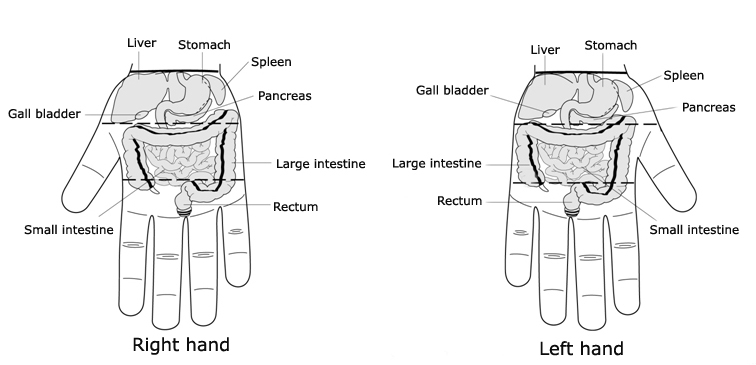 Liver
Stomach
Spleen
Gall bladder
Pancreas
Large intestine
Rectum
Small intestine
Right hand
Liver
Stomach
Spleen
Gall bladder
Pancreas
Large intestine
Rectum
Small intestine
Left hand